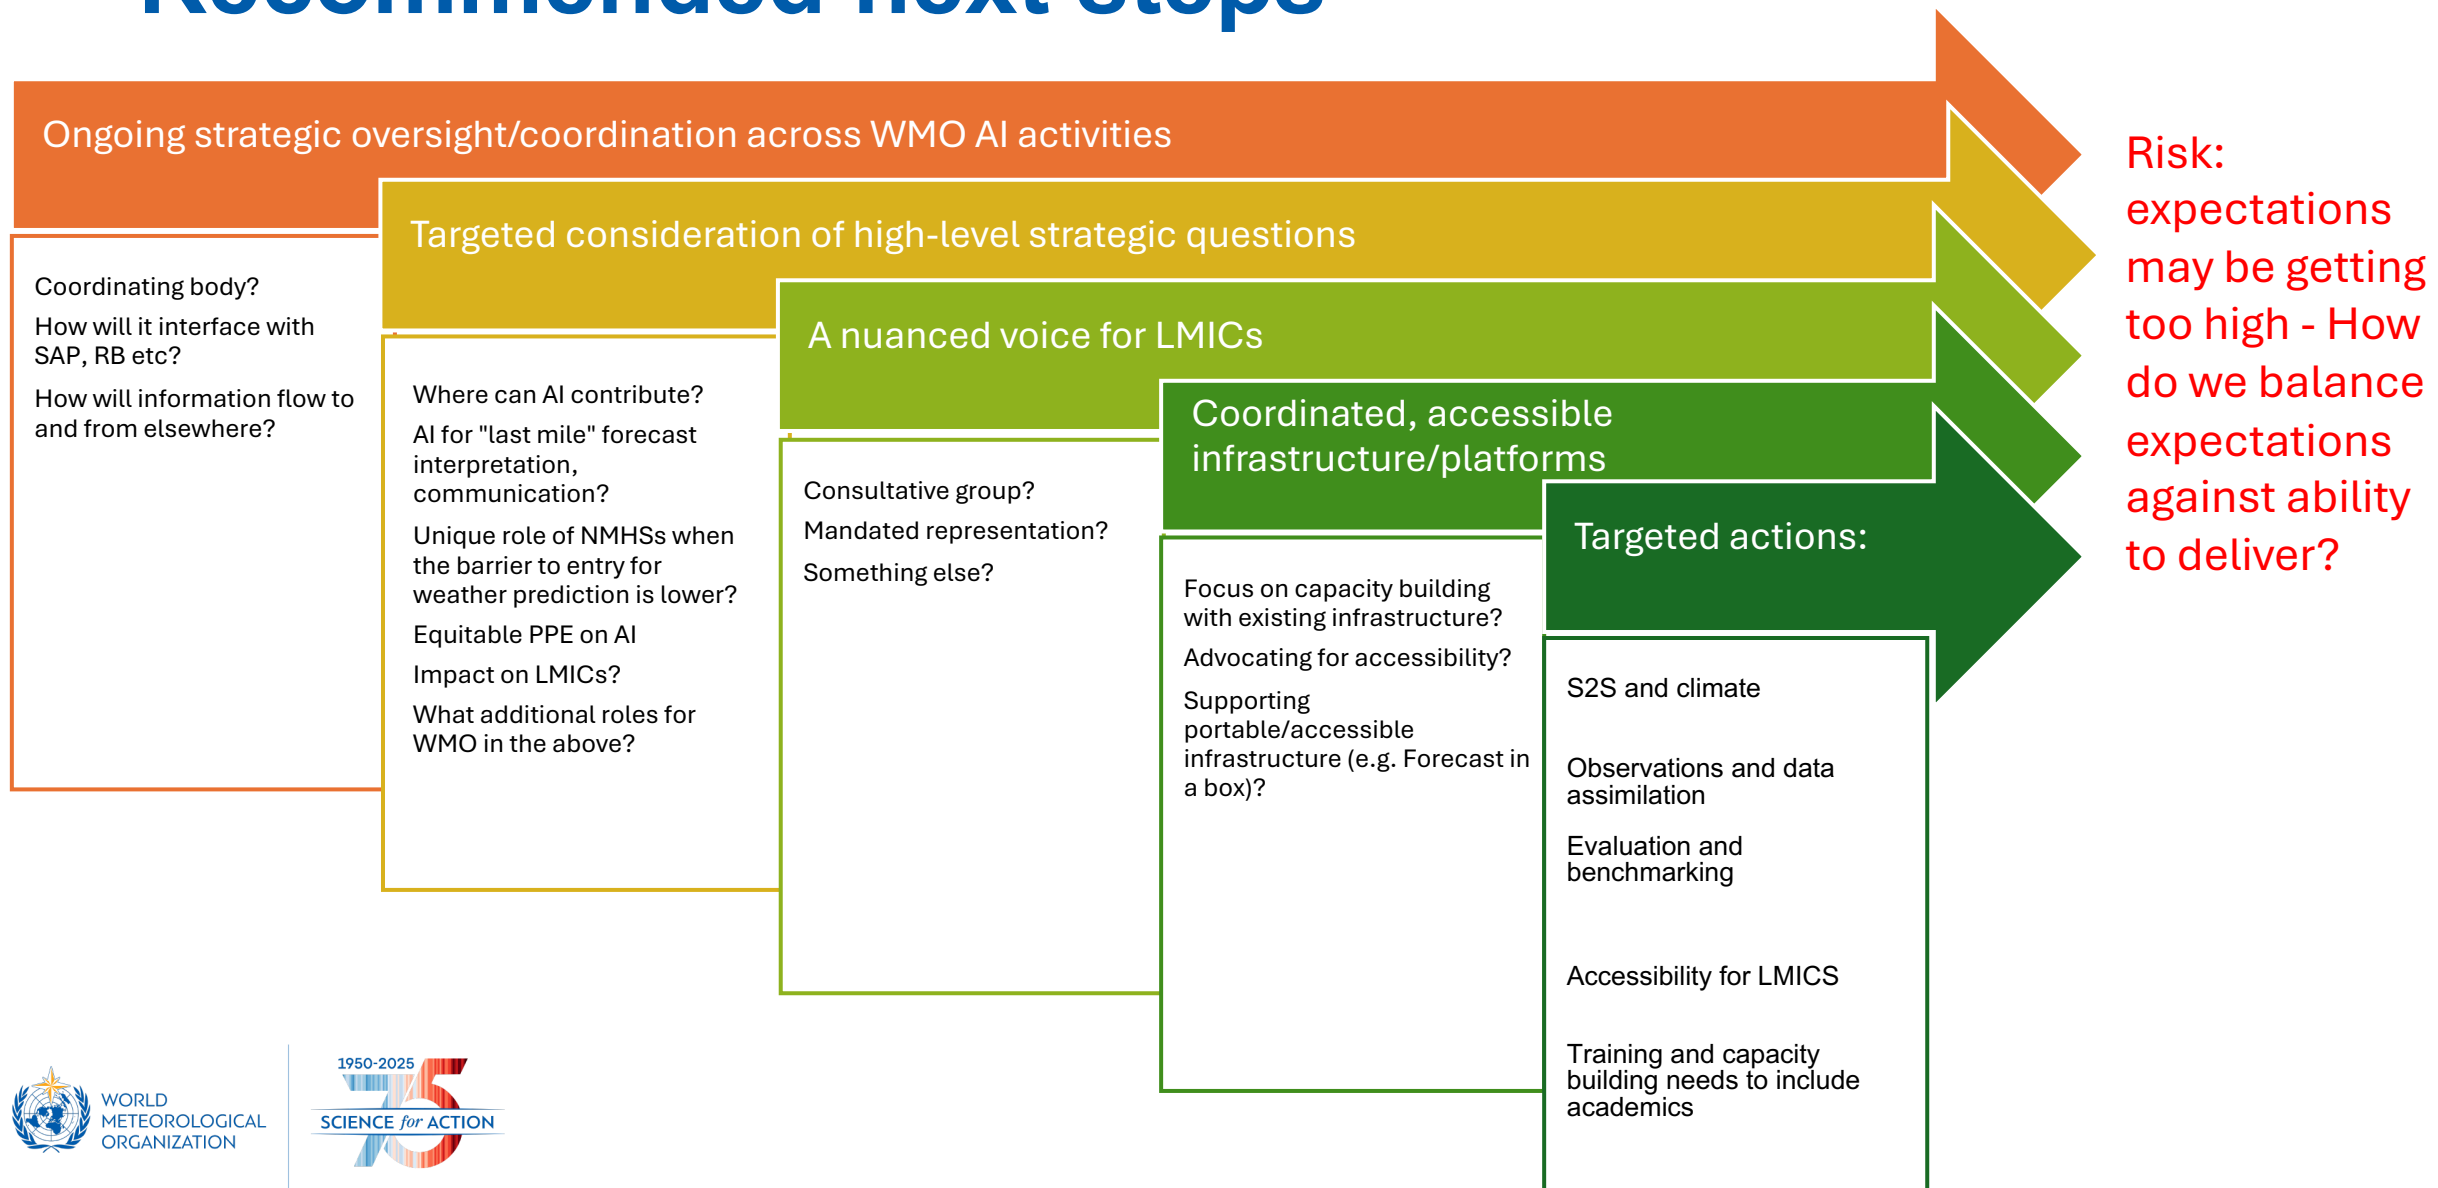 Recommended next steps
Ongoing strategic oversight/coordination across WMO AI activities
Coordinating body?
How will it interface with
SAP, RB etc?
How will information flow to
and from elsewhere?
Targeted consideration of high-level strategic questions
Where can AI contribute?
AI for "last mile" forecast
interpretation,
communication?
Unique role of NMHSs when
the barrier to entry for
weather prediction is lower?
Equitable PPE on AI
Impact on LMICs?
What additional roles for
WMO in the above?
A nuanced voice for LMICs
Consultative group?
Mandated representation?
Something else?
Coordinated, accessible
infrastructure/platforms
Focus on capacity building
with existing infrastructure?
Advocating for accessibility?
Supporting
portable/accessible
infrastructure (e.g. Forecast in
a box)?
Targeted actions:
S2S and climate
Observations and data
assimilation
Evaluation and
benchmarking
Accessibility for LMICS
Training and capacity
building needs to include
academics
Risk:
expectations
may be getting
too high - How
do we balance
expectations
against ability
to deliver?
WORLD
METEOROLOGICAL
ORGANIZATION
1950-2025
75
SCIENCE for ACTION